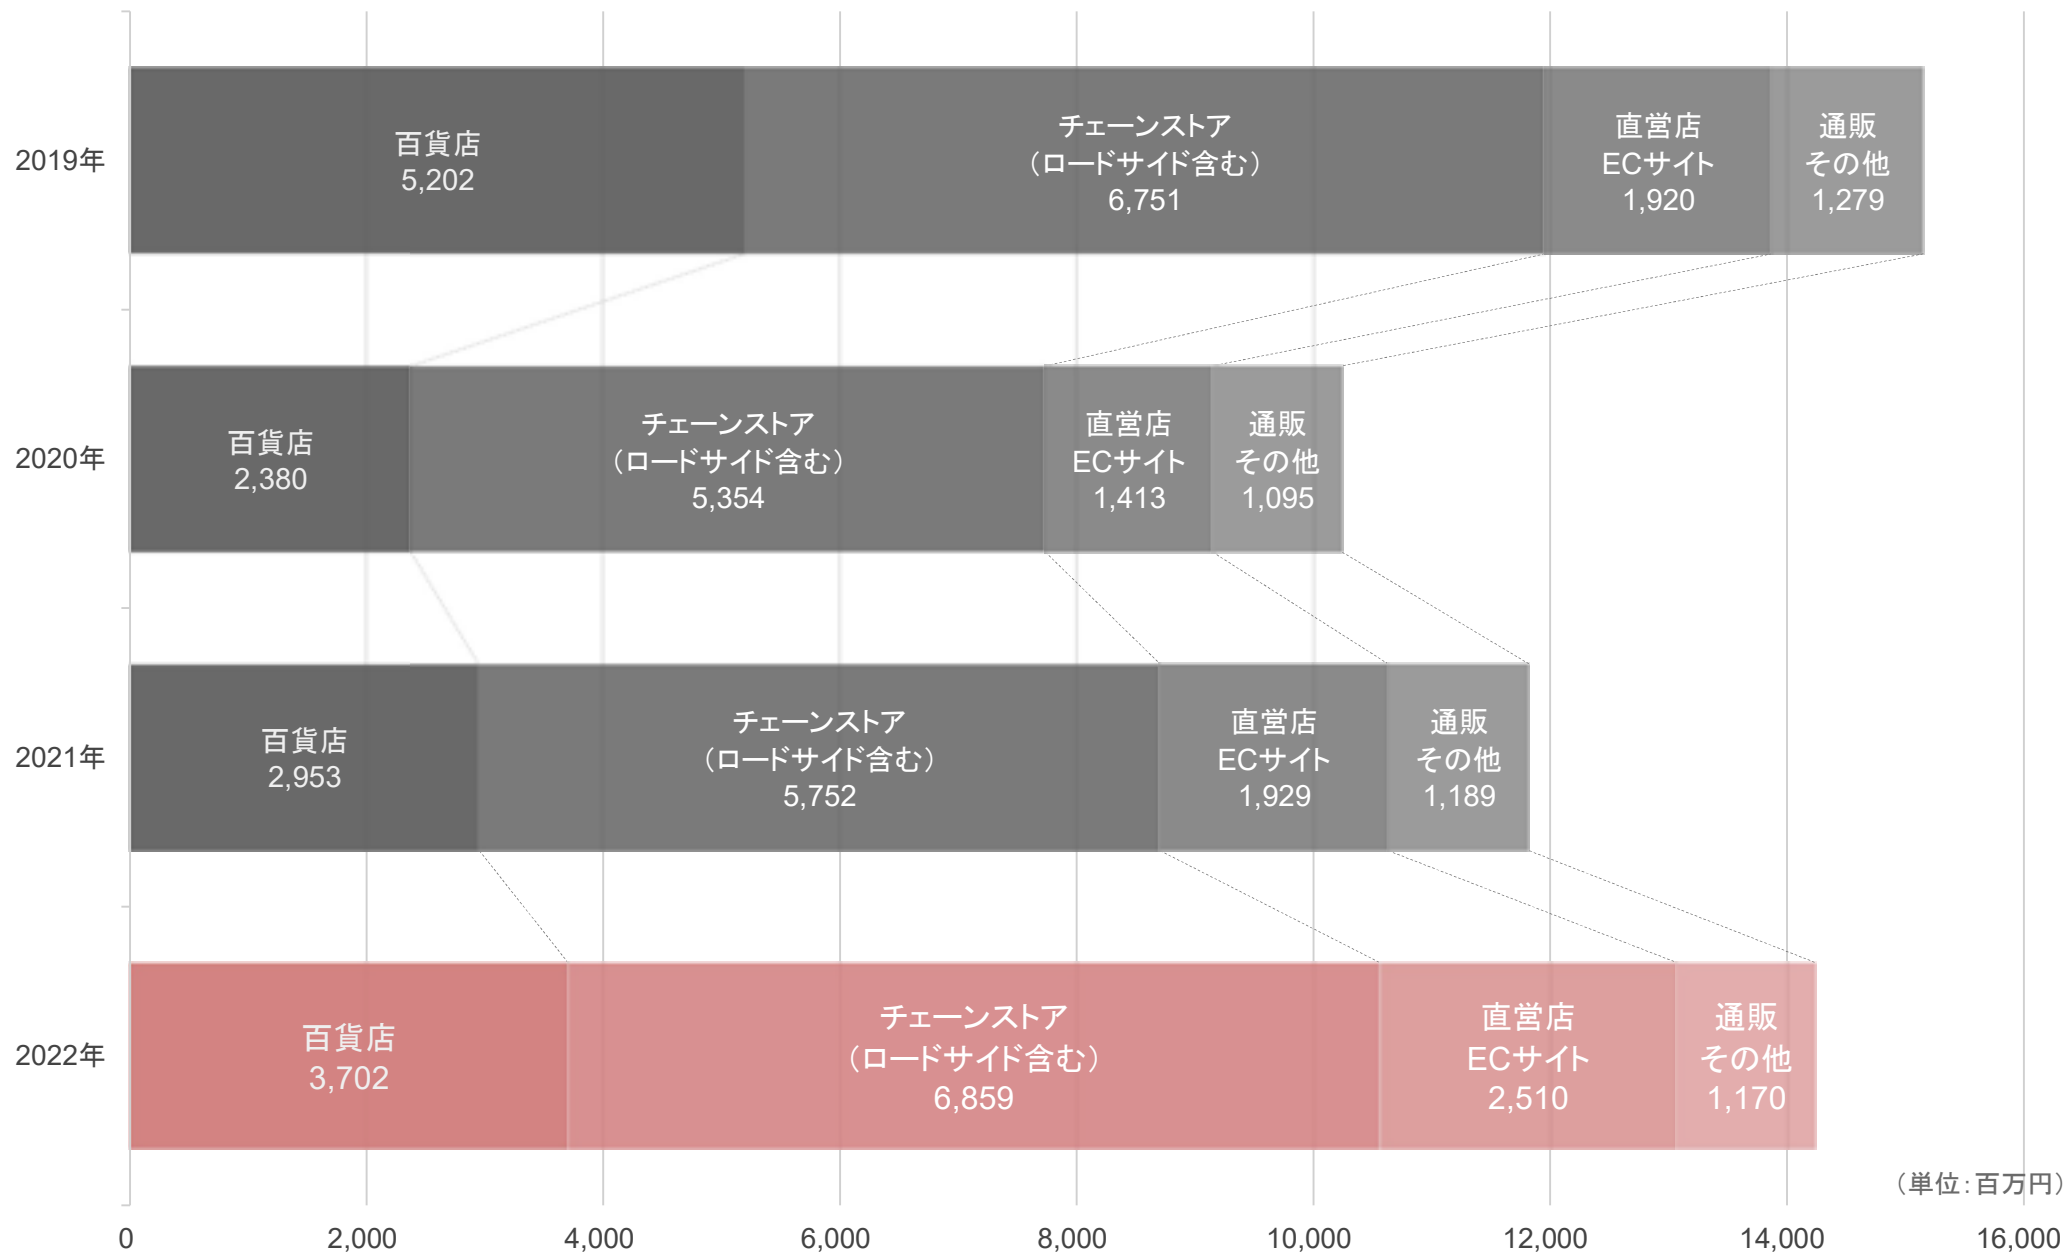 2019年
百貨店
5,202
チェーンストア
（ロードサイド含む）
6,751
直営店
ECサイト
1,920
通販
その他
1,279
2020年
百貨店
2,380
チェーンストア
（ロードサイド含む）
5,354
直営店
ECサイト
1,413
通販
その他
1,095
2021年
百貨店
2,953
チェーンストア
（ロードサイド含む）
5,752
直営店
ECサイト
1,929
通販
その他
1,189
2022年
百貨店
3,702
チェーンストア
（ロードサイド含む）
6,859
直営店
ECサイト
2,510
通販
その他
1,170
（単位：百万円）
0 2,000 4,000 6,000 8,000 10,000 12,000 14,000 16,000